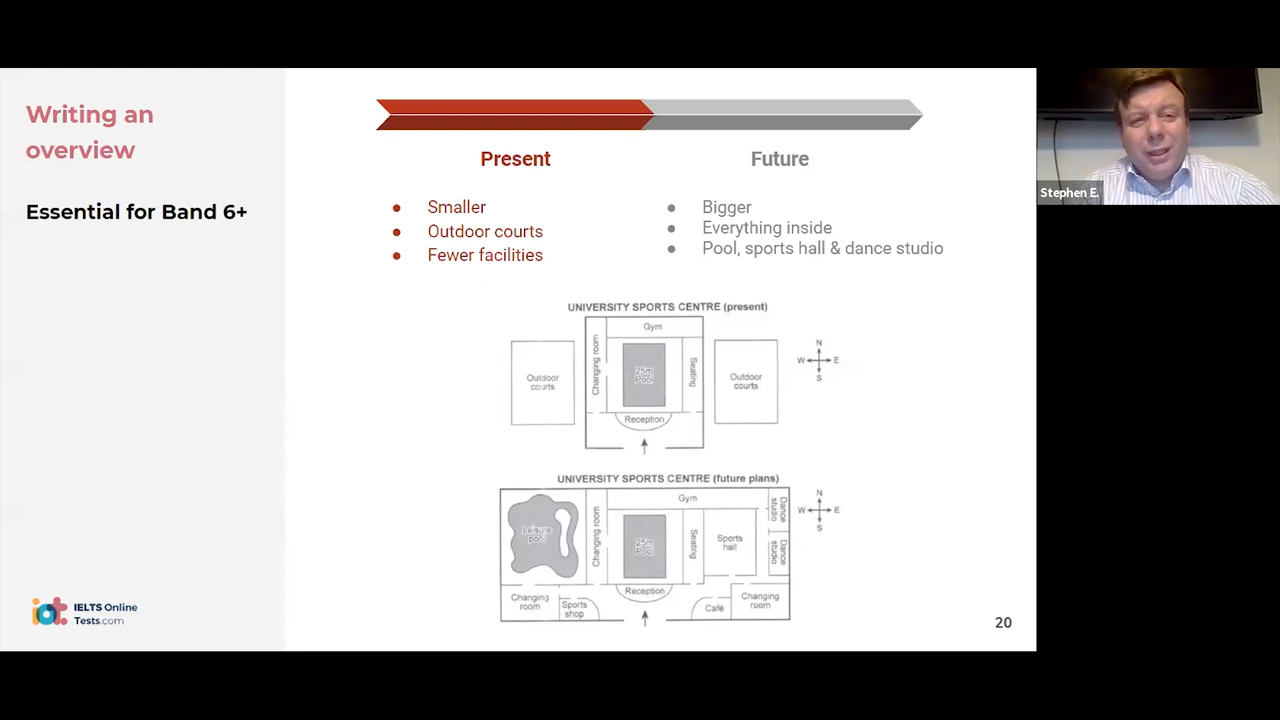 Writing an
overview
Essential for Band 6+
Present
Smaller
Outdoor courts
Fewer facilities
Future
Bigger
Everything inside
Pool, sports hall & dance studio
UNIVERSITY SPORTS CENTRE (present)
Gym
Changing room
25m
Pool
Seating
Outdoor
courts
Outdoor
courts
Reception
N
W E
S
UNIVERSITY SPORTS CENTRE (future plans)
Gym
Leisure
pool
Changing room
25m
Pool
Seating
Sports
hall
Dance
studio
Dance
studio
N
W E
S
Reception
Changing
room
Sports
shop
Café
Changing
room
iot IELTS Online
Tests.com
20
Stephen E.